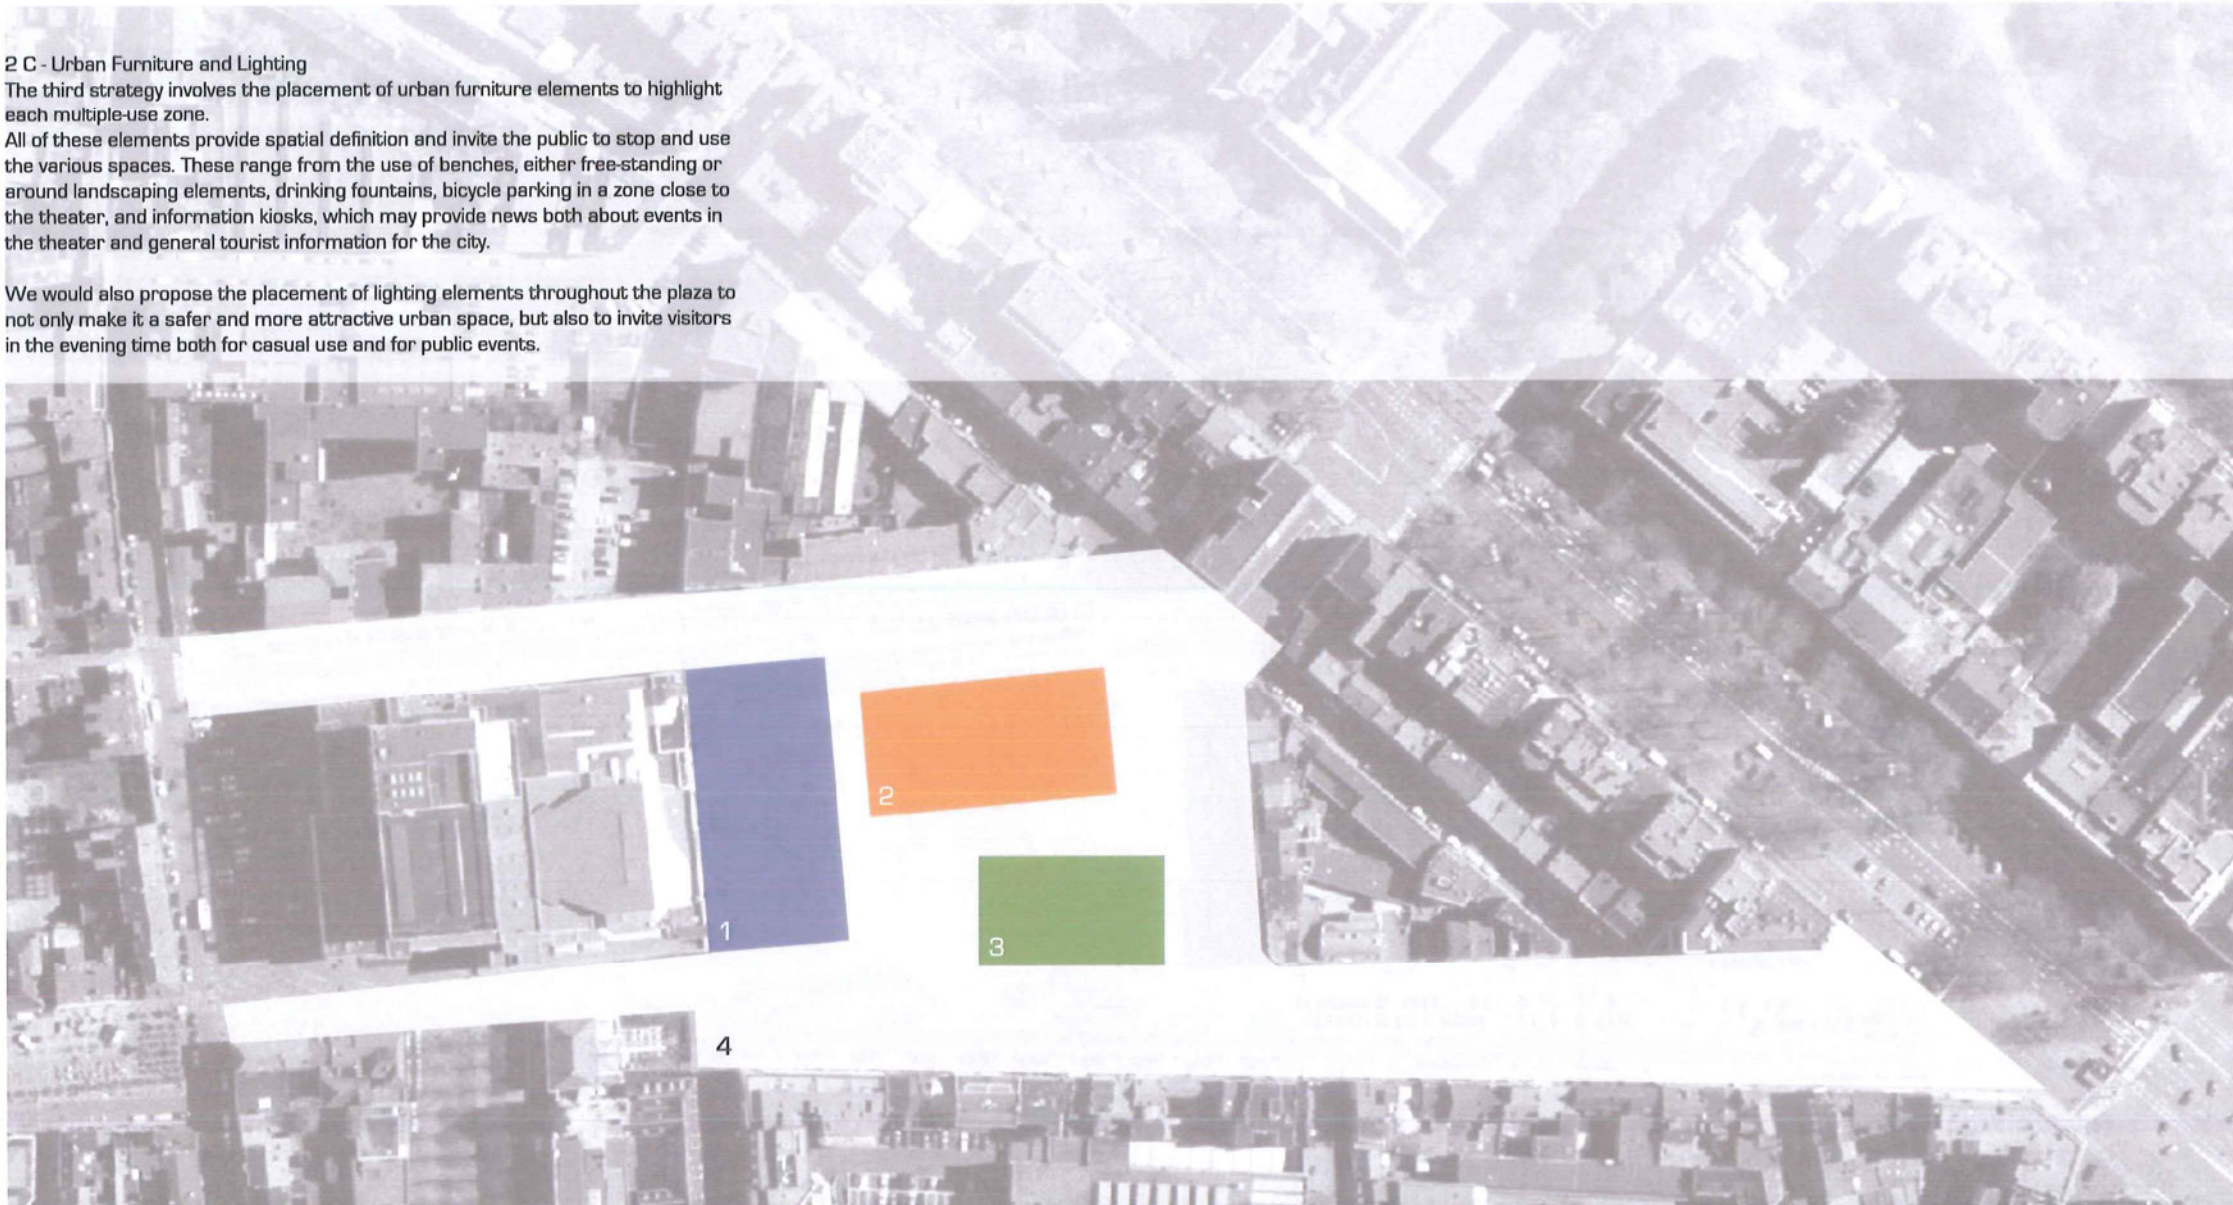 2 C - Urban Furniture and Lighting
The third strategy involves the placement of urban furniture elements to highlight
each multiple-use zone.
All of these elements provide spatial definition and invite the public to stop and use
the various spaces. These range from the use of benches, either free-standing or
around landscaping elements, drinking fountains, bicycle parking in a zone close to
the theater, and information kiosks, which may provide news both about events in
the theater and general tourist information for the city.
We would also propose the placement of lighting elements throughout the plaza to
not only make it a safer and more attractive urban space, but also to invite visitors
in the evening time both for casual use and for public events.
2
1
3
4